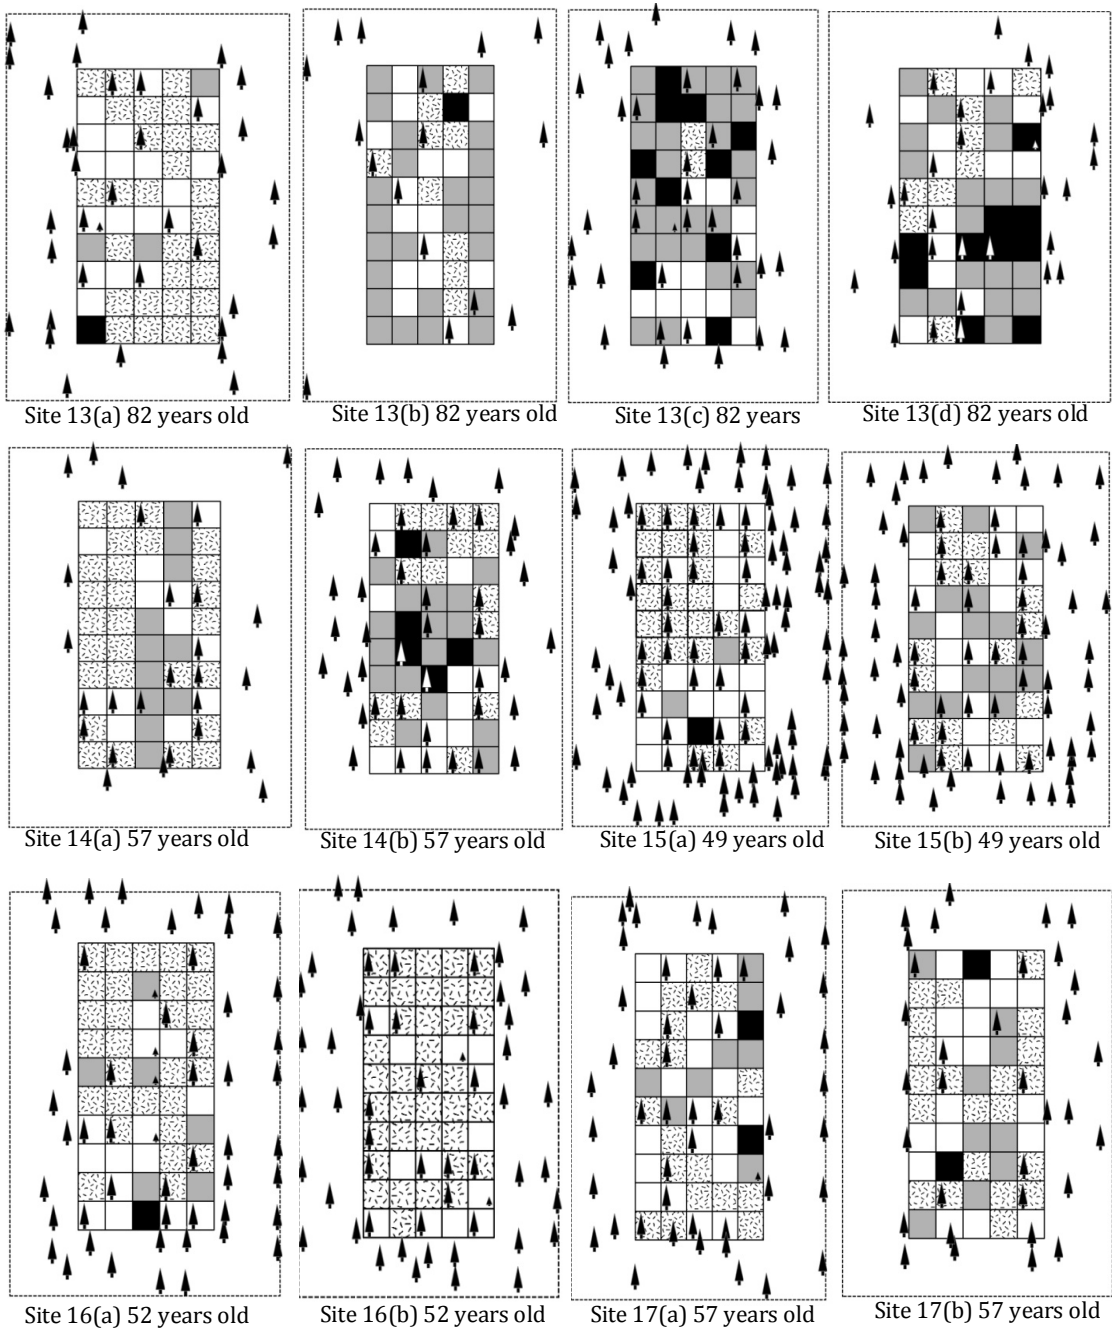 Site 13(a) 82 years old
Site 13(b) 82 years old
Site 13(c) 82 years
Site 13(d) 82 years old
Site 14(a) 57 years old
Site 14(b) 57 years old
Site 15(a) 49 years old
Site 15(b) 49 years old
Site 16(a) 52 years old
Site 16(b) 52 years old
Site 17(a) 57 years old
Site 17(b) 57 years old